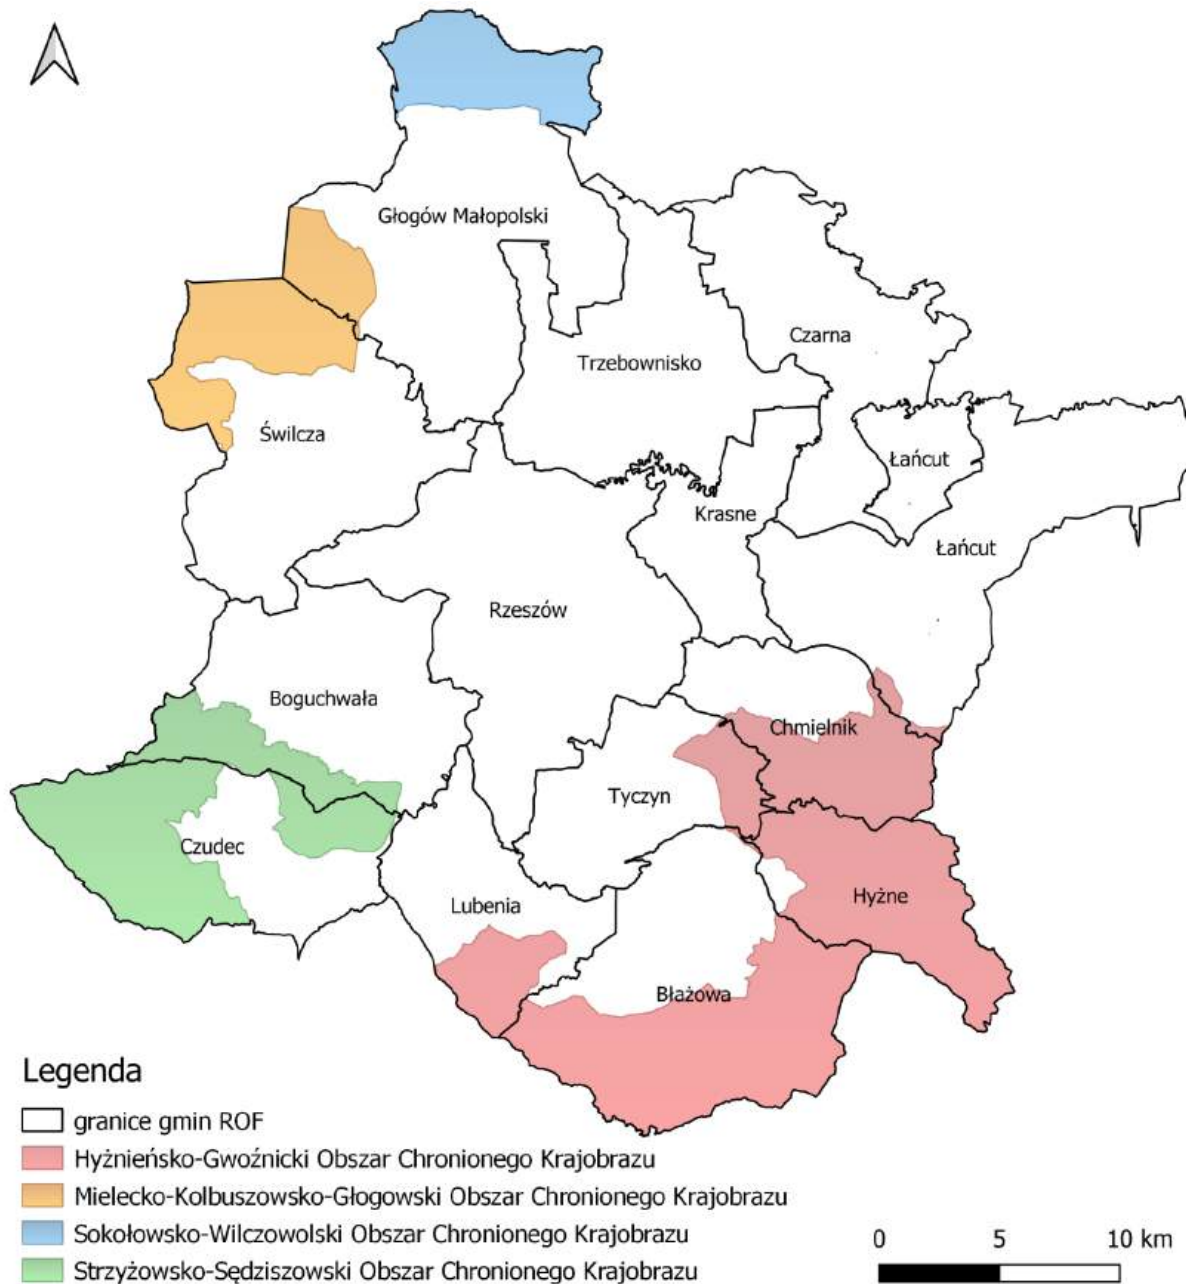 Głogów Małopolski
Trzebownisko
Czarna
Świlcza
Łańcut
Krasne
Łańcut
Rzeszów
Boguchwała
Chmielnik
Tyczyn
Czudec
Hyżne
Lubenia
Błażowa
Legenda
granice gmin ROF
Hyżnieńsko-Gwoźnicki Obszar Chronionego Krajobrazu
Mielecko-Kolbuszowsko-Głogowski Obszar Chronionego Krajobrazu
Sokołowsko-Wilczowolski Obszar Chronionego Krajobrazu
Strzyżowsko-Sędziszowski Obszar Chronionego Krajobrazu
0 5 10 km